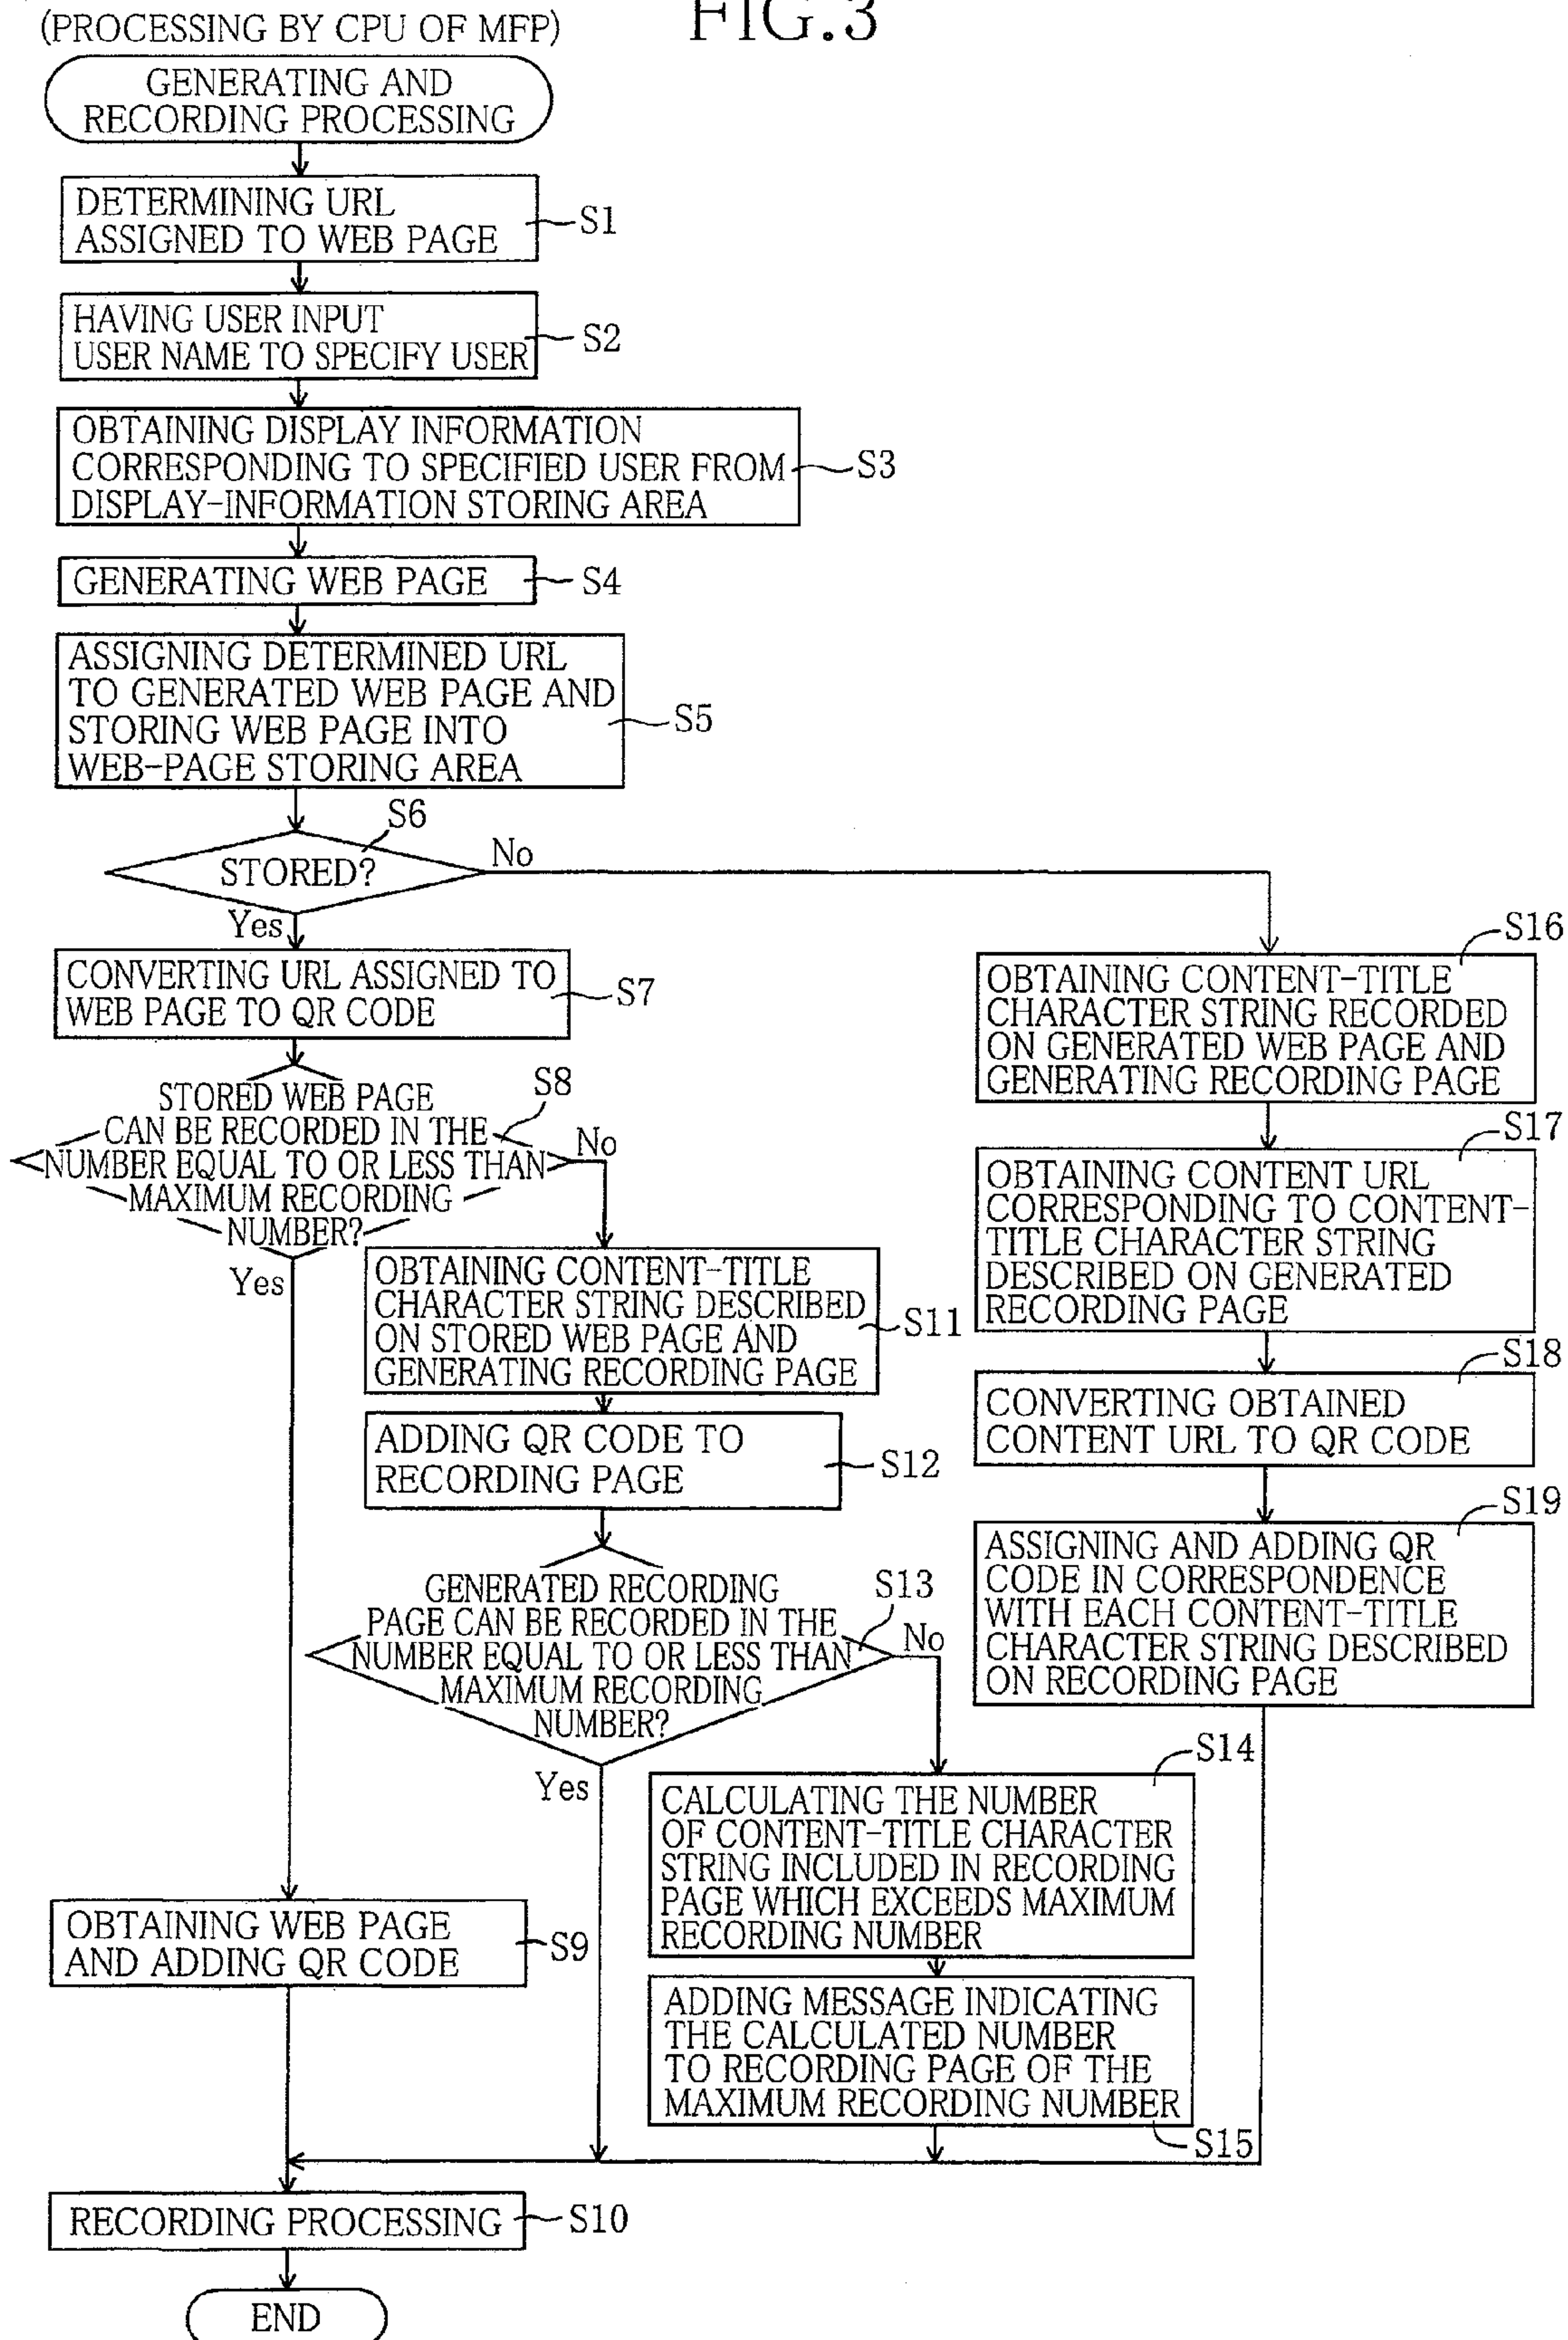 FIG.3
(PROCESSING BY CPU OF MFP)
GENERATING AND
RECORDING PROCESSING
DETERMINING URL
ASSIGNED TO WEB PAGE
S1
HAVING USER INPUT
USER NAME TO SPECIFY USER
S2
OBTAINING DISPLAY INFORMATION
CORRESPONDING TO SPECIFIED USER FROM
DISPLAY-INFORMATION STORING AREA
S3
GENERATING WEB PAGE
S4
ASSIGNING DETERMINED URL
TO GENERATED WEB PAGE AND
STORING WEB PAGE INTO
WEB-PAGE STORING AREA
S5
S6
STORED?
No
Yes
CONVERTING URL ASSIGNED TO
WEB PAGE TO QR CODE
S7
STORED WEB PAGE
CAN BE RECORDED IN THE
NUMBER EQUAL TO OR LESS THAN
MAXIMUM RECORDING
NUMBER?
S8
No
Yes
OBTAINING WEB PAGE
AND ADDING QR CODE
S9
OBTAINING CONTENT-TITLE
CHARACTER STRING DESCRIBED
ON STORED WEB PAGE AND
GENERATING RECORDING PAGE
S11
ADDING QR CODE TO
RECORDING PAGE
S12
GENERATED RECORDING
PAGE CAN BE RECORDED IN THE
NUMBER EQUAL TO OR LESS THAN
MAXIMUM RECORDING
NUMBER?
S13
No
Yes
S14
CALCULATING THE NUMBER
OF CONTENT-TITLE CHARACTER
STRING INCLUDED IN RECORDING
PAGE WHICH EXCEEDS MAXIMUM
RECORDING NUMBER
ADDING MESSAGE INDICATING
THE CALCULATED NUMBER
TO RECORDING PAGE OF THE
MAXIMUM RECORDING NUMBER
S15
S16
OBTAINING CONTENT-TITLE
CHARACTER STRING RECORDED
ON GENERATED WEB PAGE AND
GENERATING RECORDING PAGE
S17
OBTAINING CONTENT URL
CORRESPONDING TO CONTENT-
TITLE CHARACTER STRING
DESCRIBED ON GENERATED
RECORDING PAGE
S18
CONVERTING OBTAINED
CONTENT URL TO QR CODE
S19
ASSIGNING AND ADDING QR
CODE IN CORRESPONDENCE
WITH EACH CONTENT-TITLE
CHARACTER STRING DESCRIBED
ON RECORDING PAGE
RECORDING PROCESSING
S10
END